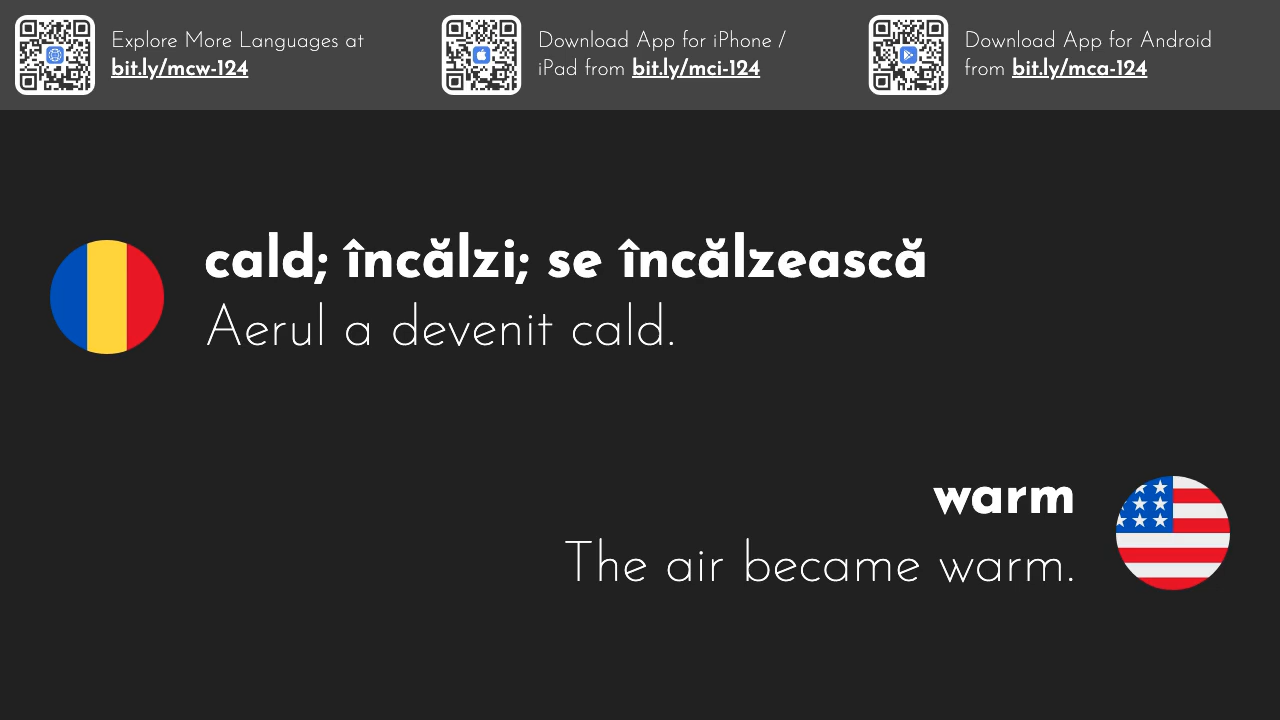 Explore More Languages at
bit.ly/mcw-124
Download App for iPhone /
iPad from bit.ly/mci-124
Download App for Android
from bit.ly/mca-124
cald; încălzi; se încălzească
Aerul a devenit cald.
warm
The air became warm.